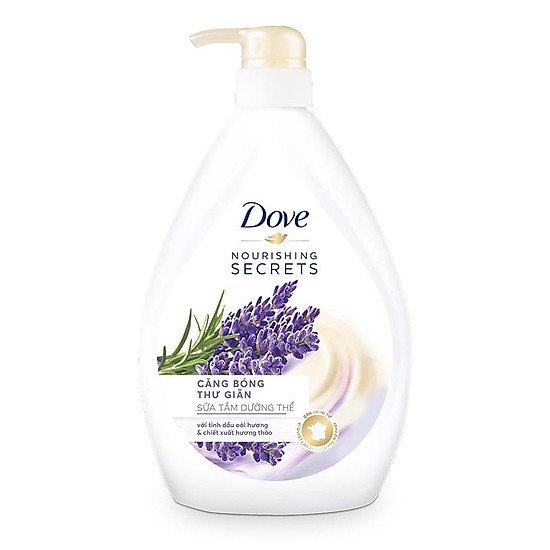 Dove
NOURISHING
SECRETS
CĂNG BÓNG
THƯ GIÃN
SỮA TẮM DƯỠNG THỂ
với tinh dầu oải hương
& chiết xuất hương thảo